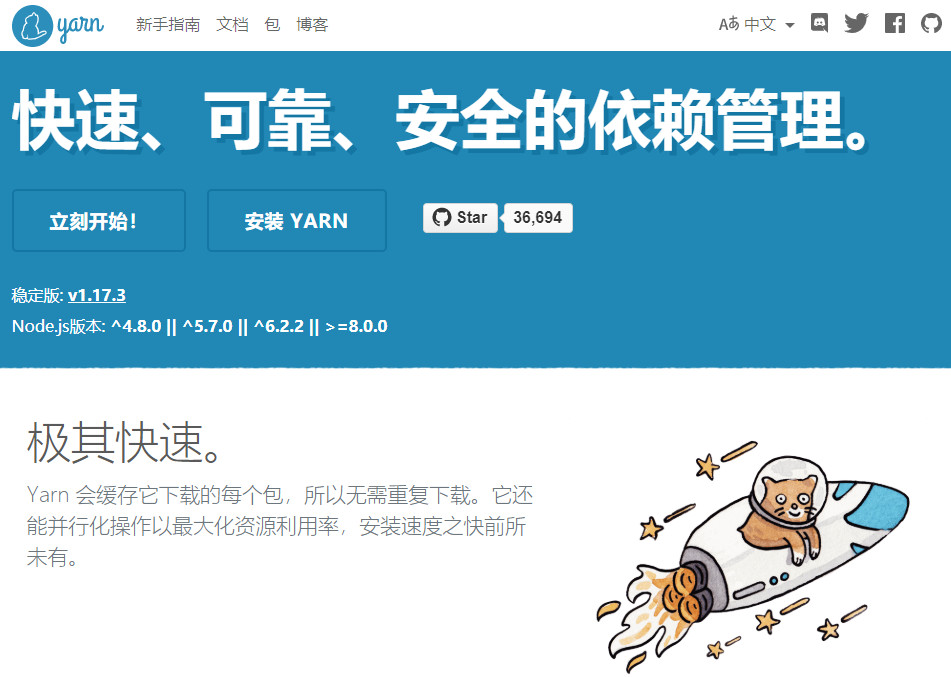 yarn 新手指南 文档 包 博客 Aあ 中文
快速、可靠、安全的依赖管理。
立刻开始！ 安装 YARN Star 36,694
稳定版: v1.17.3
Node.js版本: ^4.8.0 || ^5.7.0 || ^6.2.2 || >=8.0.0
极其快速。
Yarn 会缓存它下载的每个包，所以无需重复下载。它还
能并行化操作以最大化资源利用率，安装速度之快前所
未有。